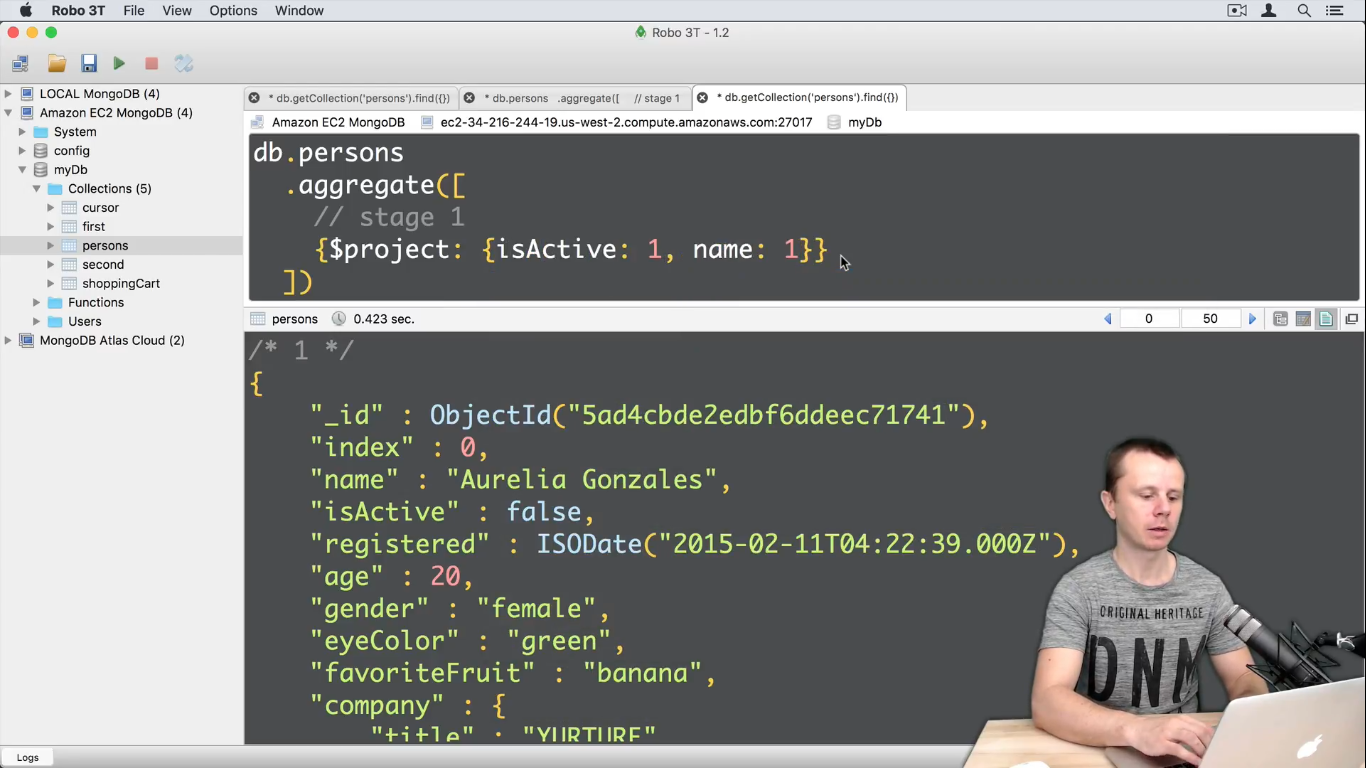 Robo 3T File View Options Window
Robo 3T - 1.2
LOCAL MongoDB (4)
Amazon EC2 MongoDB (4)
System
config
myDb
Collections (5)
cursor
first
persons
second
shoppingCart
Functions
Users
MongoDB Atlas Cloud (2)
* db.getCollection('persons').find({}) * db.persons .aggregate([ // stage 1 * db.getCollection('persons').find({})
Amazon EC2 MongoDB ec2-34-216-244-19.us-west-2.compute.amazonaws.com:27017 myDb
db.persons
.aggregate([
// stage 1
{$project: {isActive: 1, name: 1}}
])
persons 0.423 sec. 0 50
/* 1 */
{
"_id" : ObjectId("5ad4cbde2edbf6ddeec71741"),
"index" : 0,
"name" : "Aurelia Gonzales",
"isActive" : false,
"registered" : ISODate("2015-02-11T04:22:39.000Z"),
"age" : 20,
"gender" : "female",
"eyeColor" : "green",
"favoriteFruit" : "banana",
"company" : {
"title" : "YURTURE"
ORIGINAL HERITAGE
DNM
Logs